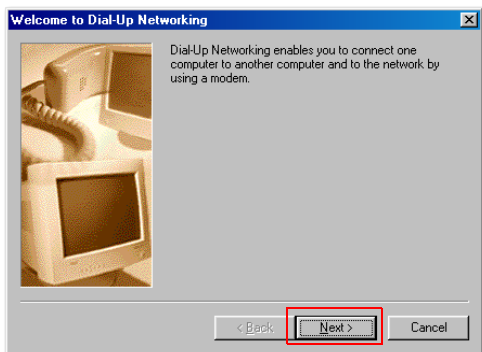 Welcome to Dial-Up Networking
Dial-Up Networking enables you to connect one
computer to another computer and to the network by
using a modem.
< Back
Next >
Cancel